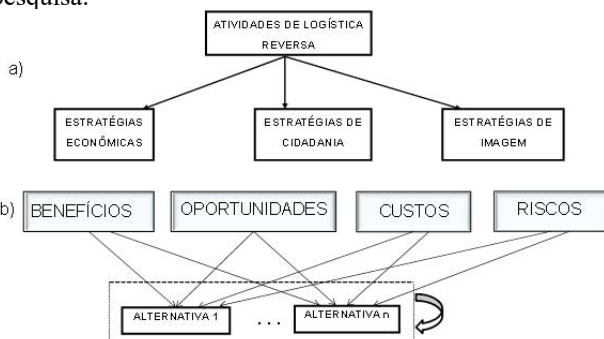 pesquisa.
a)
ATIVIDADES DE LOGÍSTICA
REVERSA
ESTRATÉGIAS
ECONÔMICAS
ESTRATÉGIAS DE
CIDADANIA
ESTRATÉGIAS DE
IMAGEM
b)
BENEFÍCIOS
OPORTUNIDADES
CUSTOS
RISCOS
ALTERNATIVA 1
. . .
ALTERNATIVA n